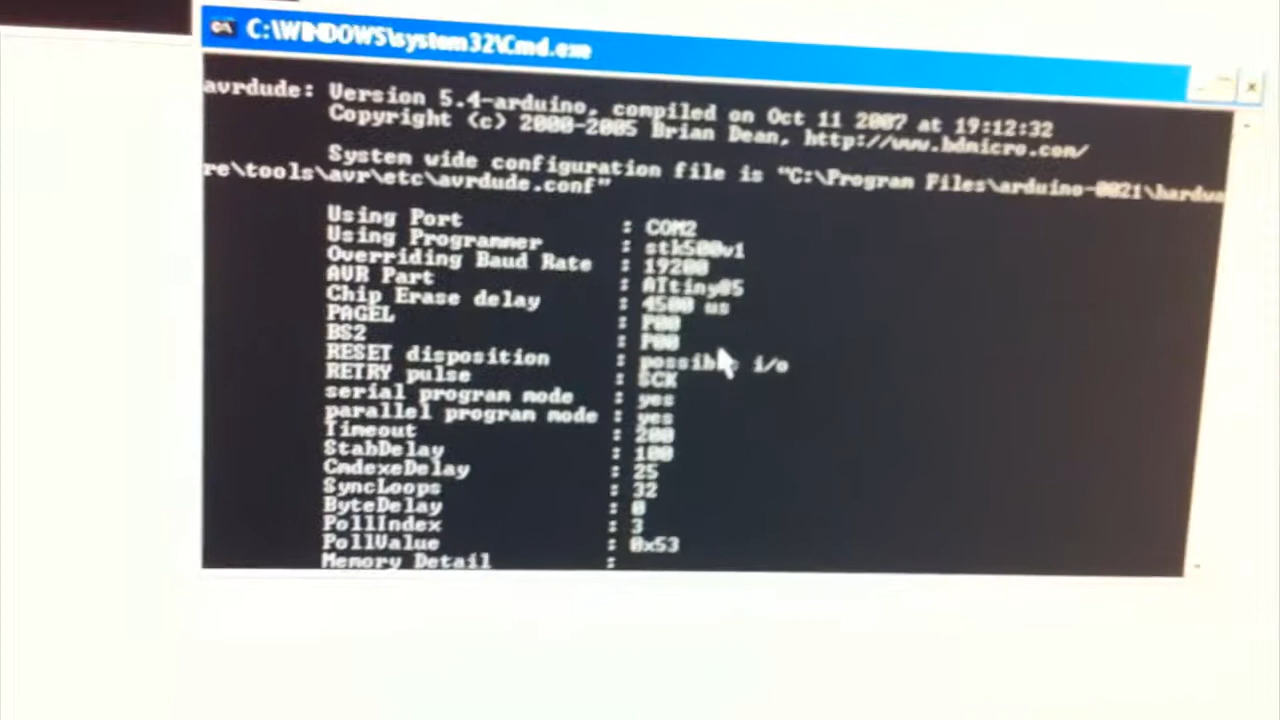 C:\WINDOWS\system32\Cmd.exe
avrdude: Version 5.4-arduino, compiled on Oct 11 2007 at 19:12:32
Copyright (c) 2000-2005 Brian Dean, http://www.bdmicro.com/
System wide configuration file is "C:\Program Files\arduino-0021\hardwa
re\tools\avr\etc\avrdude.conf"
Using Port : COM2
Using Programmer : stk500v1
Overriding Baud Rate : 19200
AVR Part : ATtiny85
Chip Erase delay : 4500 us
PAGEL : P00
BS2 : P00
RESET disposition : possible i/o
RETRY pulse : SCK
serial program mode : yes
parallel program mode : yes
Timeout : 200
StabDelay : 100
CmdexeDelay : 25
SyncLoops : 32
ByteDelay : 0
PollIndex : 3
PollValue : 0x53
Memory Detail :